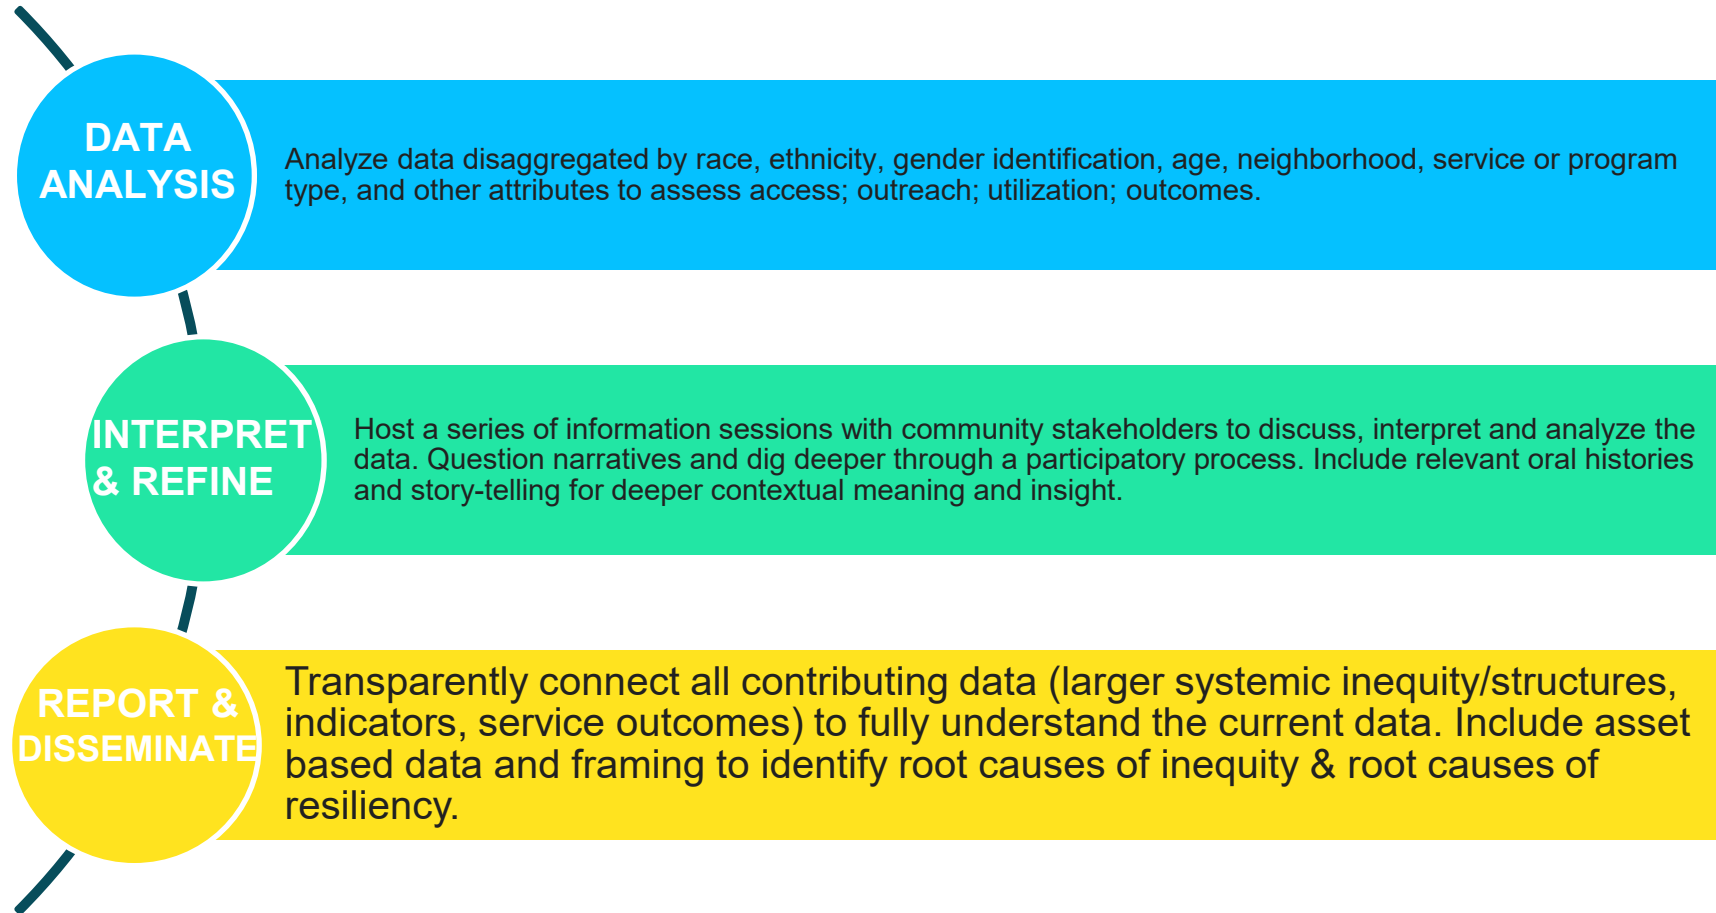 DATA
ANALYSIS
Analyze data disaggregated by race, ethnicity, gender identification, age, neighborhood, service or program
type, and other attributes to assess access; outreach; utilization; outcomes.
INTERPRET
& REFINE
Host a series of information sessions with community stakeholders to discuss, interpret and analyze the
data. Question narratives and dig deeper through a participatory process. Include relevant oral histories
and story-telling for deeper contextual meaning and insight.
REPORT &
DISSEMINATE
Transparently connect all contributing data (larger systemic inequity/structures,
indicators, service outcomes) to fully understand the current data. Include asset
based data and framing to identify root causes of inequity & root causes of
resiliency.